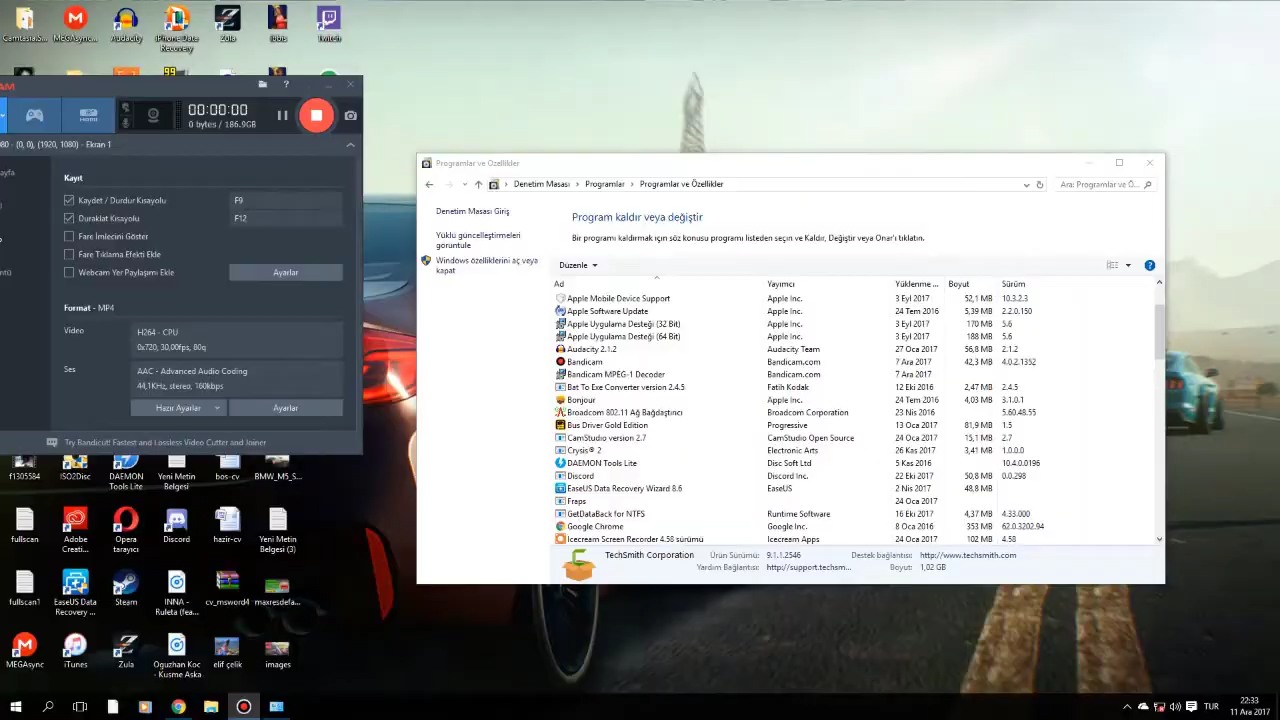 Camtasia.S...
MEGAsync...
Audacity
iPhone Data
Recovery
Zula
Twitch
AM
00:00:00
0 bytes / 186.9GB
HDMI
80 - (0, 0), (1920, 1080) - Ekran 1
Kayıt
Kaydet / Durdur Kısayolu
F9
Duraklat Kısayolu
F12
Fare İmlecini Göster
Fare Tıklama Efekti Ekle
Webcam Yer Paylaşımı Ekle
Ayarlar
Format - MP4
Video
H264 - CPU
0x720, 30,00fps, 80q
Ses
AAC - Advanced Audio Coding
44,1KHz, stereo, 160kbps
Hazır Ayarlar
Ayarlar
Try Bandicut! Fastest and Lossless Video Cutter and Joiner
Programlar ve Özellikler
Denetim Masası > Programlar > Programlar ve Özellikler
Ara: Programlar ve Ö...
Denetim Masası Giriş
Yüklü güncelleştirmeleri
görüntüle
Windows özelliklerini aç veya
kapat
Program kaldır veya değiştir
Bir programı kaldırmak için söz konusu programı listeden seçin ve Kaldır, Değiştir veya Onar'ı tıklatın.
Düzenle
Ad Yayımcı Yüklenme ... Boyut Sürüm
Apple Mobile Device Support Apple Inc. 3 Eyl 2017 52,1 MB 10.3.2.3
Apple Software Update Apple Inc. 24 Tem 2016 5,39 MB 2.2.0.150
Apple Uygulama Desteği (32 Bit) Apple Inc. 3 Eyl 2017 170 MB 5.6
Apple Uygulama Desteği (64 Bit) Apple Inc. 3 Eyl 2017 188 MB 5.6
Audacity 2.1.2 Audacity Team 27 Oca 2017 56,8 MB 2.1.2
Bandicam Bandicam.com 7 Ara 2017 42,3 MB 4.0.2.1352
Bandicam MPEG-1 Decoder Bandicam.com 7 Ara 2017
Bat To Exe Converter version 2.4.5 Fatih Kodak 12 Eki 2016 2,47 MB 2.4.5
Bonjour Apple Inc. 24 Tem 2016 4,03 MB 3.1.0.1
Broadcom 802.11 Ağ Bağdaştırıcı Broadcom Corporation 23 Nis 2016 5.60.48.55
Bus Driver Gold Edition Progressive 13 Oca 2017 81,9 MB 1.5
CamStudio version 2.7 CamStudio Open Source 24 Oca 2017 15,1 MB 2.7
Crysis® 2 Electronic Arts 26 Kas 2017 3,41 MB 1.0.0.0
DAEMON Tools Lite Disc Soft Ltd 5 Kas 2016 10.4.0.0196
Discord Discord Inc. 22 Eki 2017 50,8 MB 0.0.298
EaseUS Data Recovery Wizard 8.6 EaseUS 2 Nis 2017 48,8 MB
Fraps 24 Oca 2017
GetDataBack for NTFS Runtime Software 16 Eki 2017 4,37 MB 4.33.000
Google Chrome Google Inc. 8 Oca 2016 353 MB 62.0.3202.94
Icecream Screen Recorder 4.58 sürümü Icecream Apps 24 Oca 2017 102 MB 4.58
TechSmith Corporation Ürün Sürümü: 9.1.1.2546 Destek bağlantısı: http://www.techsmith.com
Yardım Bağlantısı: http://support.techsm... Boyut: 1,02 GB
f1305584
ISO2Disc
DAEMON
Tools Lite
Yeni Metin
Belgesi
bos-cv
BMW_M5_S...
fullscan
Adobe
Creati...
Opera
tarayıcı
Discord
hazir-cv
Yeni Metin
Belgesi (3)
fullscan1
EaseUS Data
Recovery ...
Steam
INNA -
Ruleta (fea...
cv_msword4
maxresdefa...
MEGAsync
iTunes
Zula
Oguzhan Koc
- Kusme Aska
elif çelik
images
TUR
22:33
11 Ara 2017